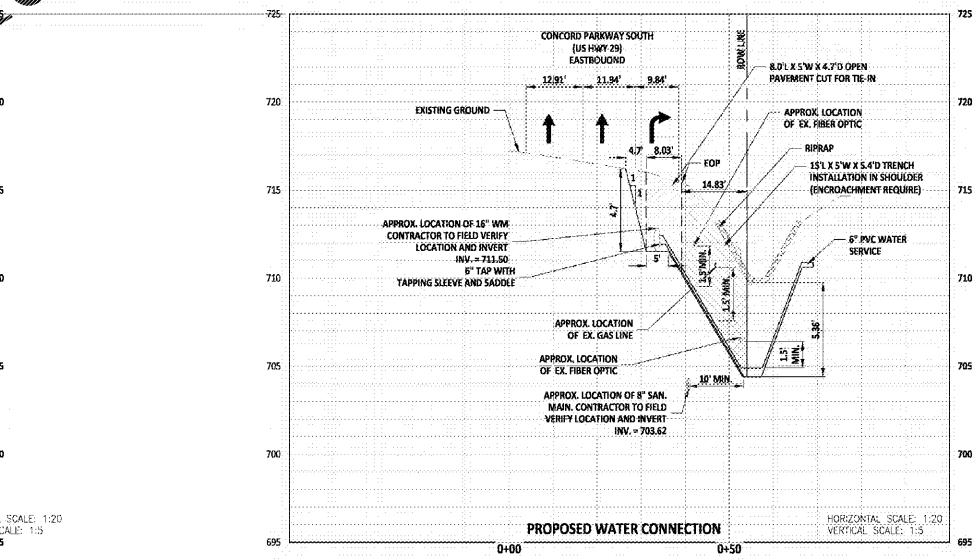 725
725
CONCORD PARKWAY SOUTH
(US HWY 29)
EASTBOUND
ROW LINE
8.0'L X 5'W X 4.7'D OPEN
PAVEMENT CUT FOR TIE-IN
12.91'
11.94'
9.84'
720
720
EXISTING GROUND
APPROX. LOCATION
OF EX. FIBER OPTIC
4.7'
8.03'
EOP
RIPRAP
15'L X 5'W X 5.4'D TRENCH
INSTALLATION IN SHOULDER
(ENCROACHMENT REQUIRE)
715
715
14.83'
1
1
4.7'
APPROX. LOCATION OF 16" WM
CONTRACTOR TO FIELD VERIFY
LOCATION AND INVERT
INV. = 711.50
6" TAP WITH
TAPPING SLEEVE AND SADDLE
5'
1.5' MIN.
1.5' MIN.
6" PVC WATER
SERVICE
710
710
APPROX. LOCATION
OF EX. GAS LINE
5.36'
APPROX. LOCATION
OF EX. FIBER OPTIC
1.5'
MIN.
705
705
10' MIN.
APPROX. LOCATION OF 8" SAN.
MAIN. CONTRACTOR TO FIELD
VERIFY LOCATION AND INVERT
INV. = 703.62
700
700
SCALE: 1:20
CALE: 1:5
PROPOSED WATER CONNECTION
HORIZONTAL SCALE: 1:20
VERTICAL SCALE: 1:5
695
695
0+00
0+50